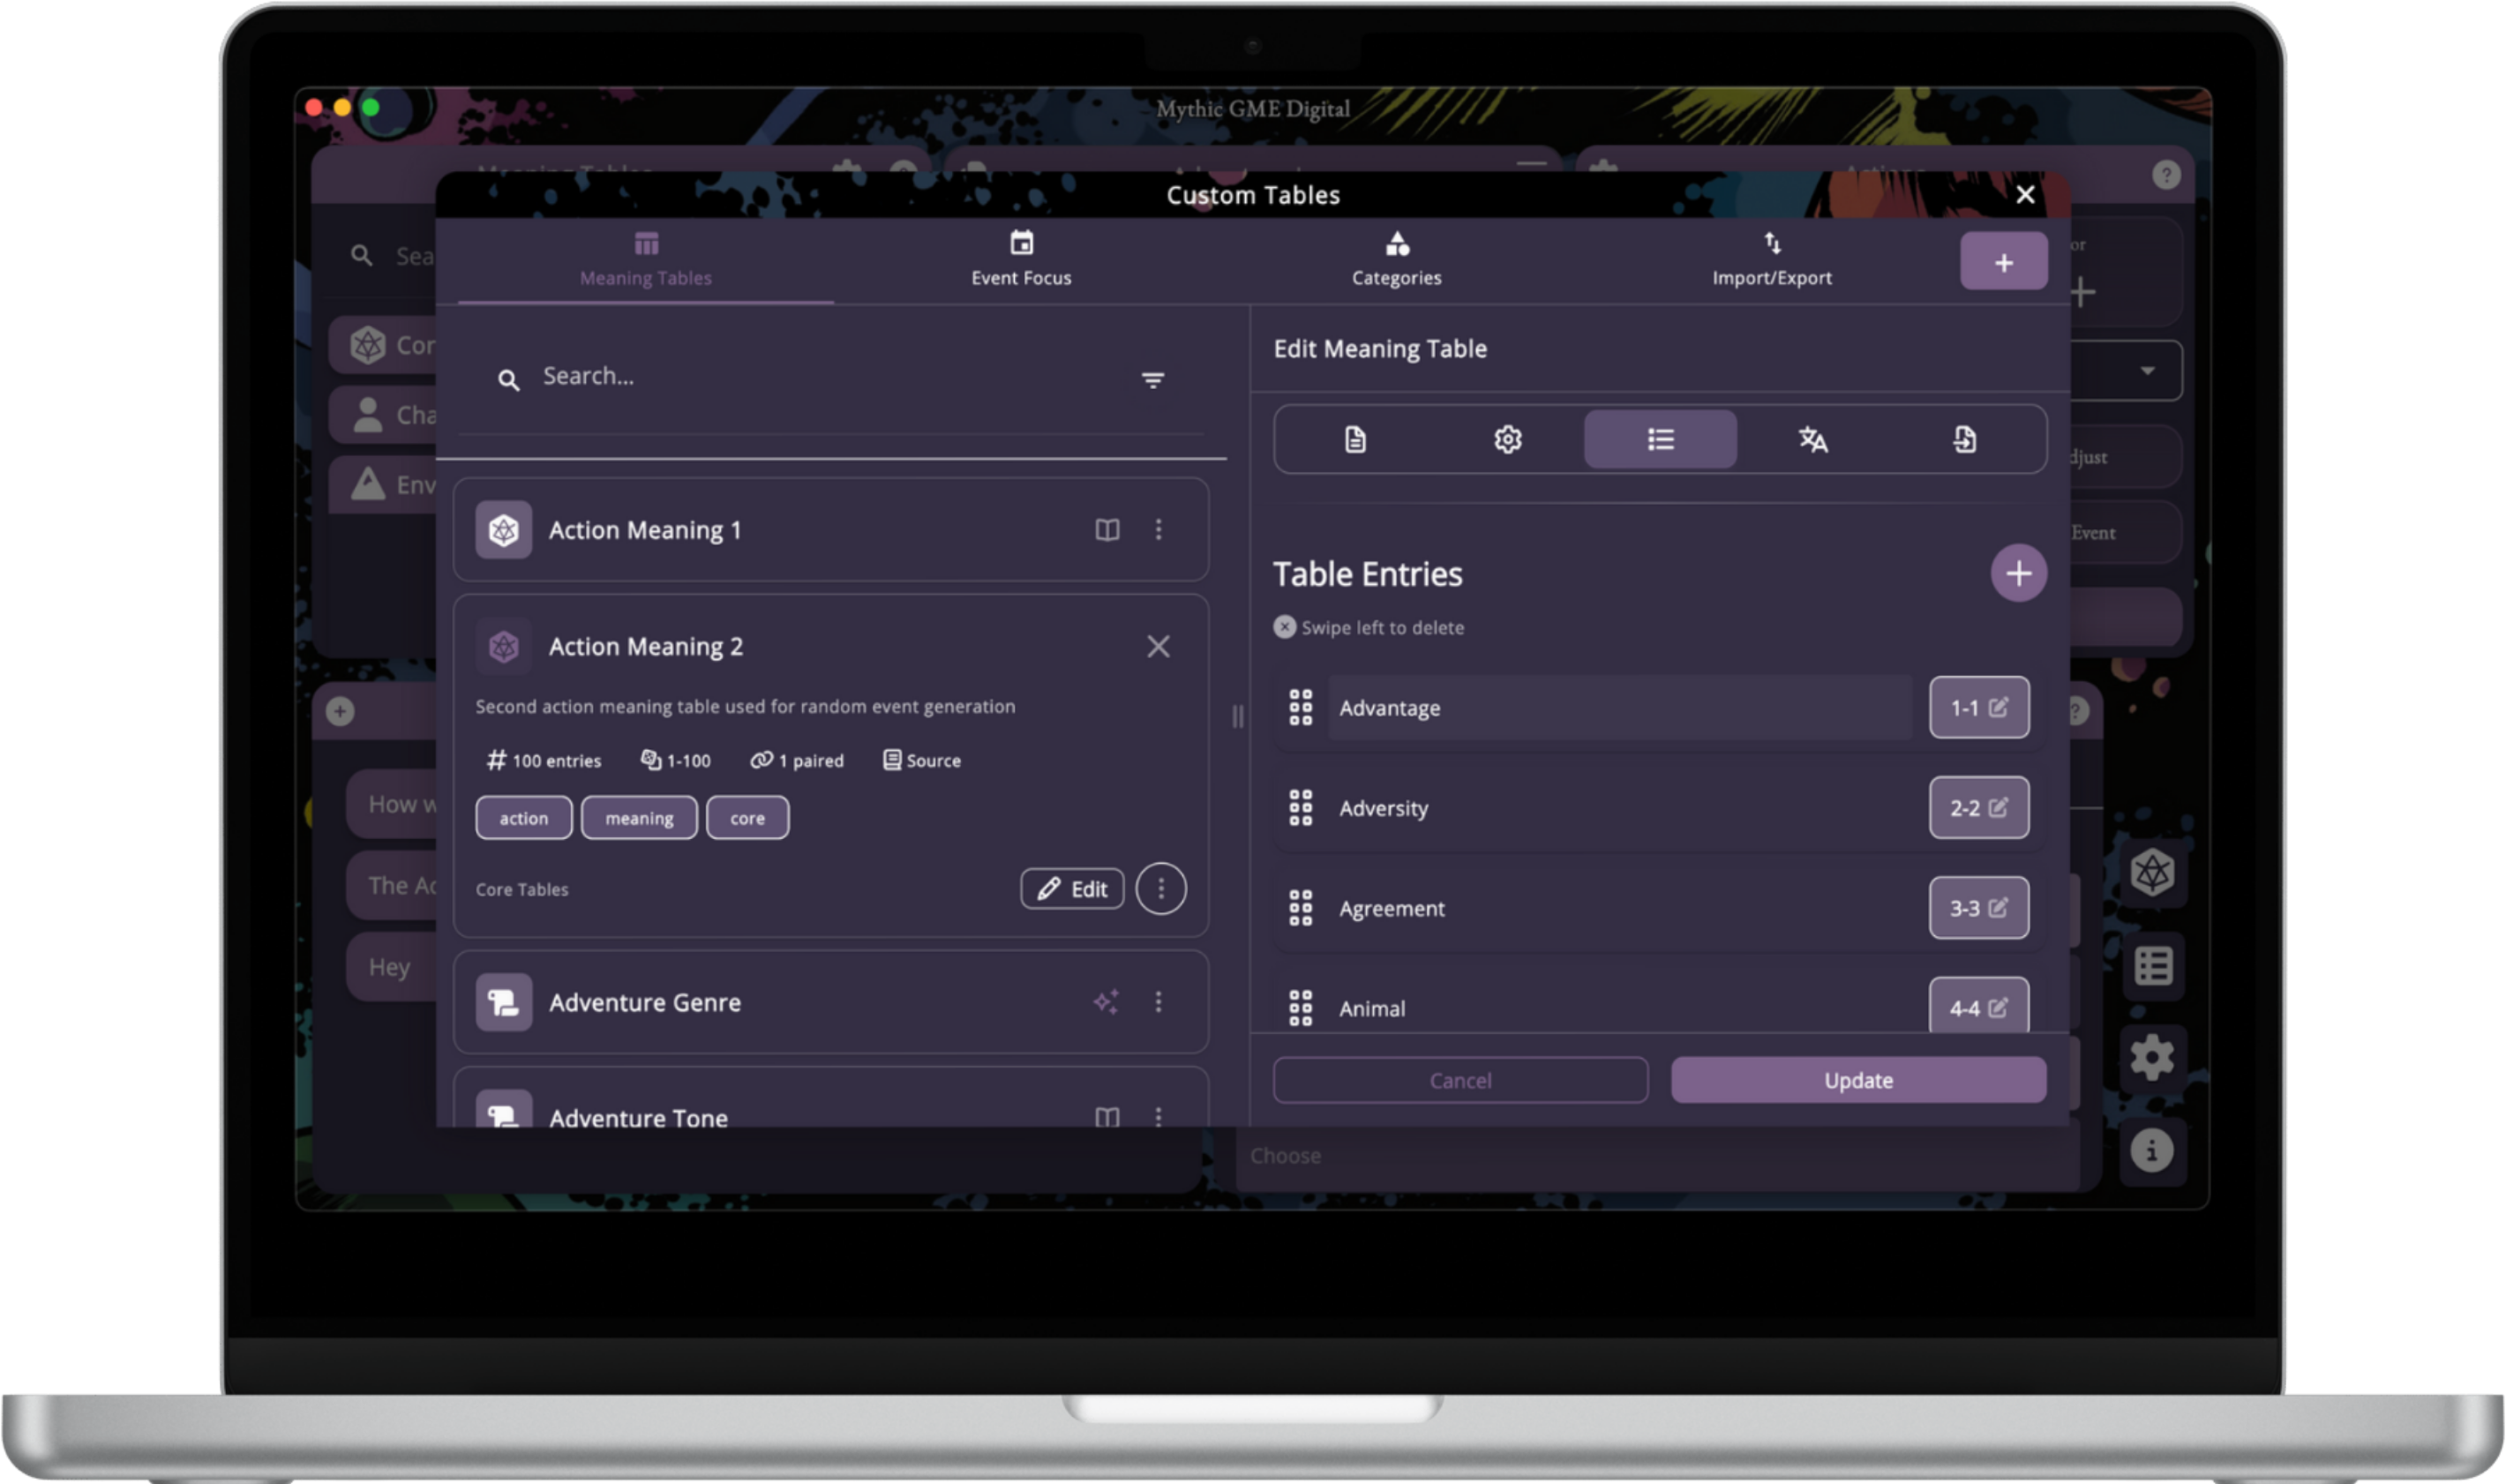 Mythic GME Digital
Custom Tables
Meaning Tables
Event Focus
Categories
Import/Export
Search...
Action Meaning 1
Action Meaning 2
Second action meaning table used for random event generation
100 entries
1-100
1 paired
Source
action
meaning
core
Core Tables
Edit
Adventure Genre
Adventure Tone
Edit Meaning Table
Table Entries
Swipe left to delete
Advantage
1-1
Adversity
2-2
Agreement
3-3
Animal
4-4
Cancel
Update
Sea
Cor
Cha
Env
How w
The Ac
Hey
or
djust
Event
Choose